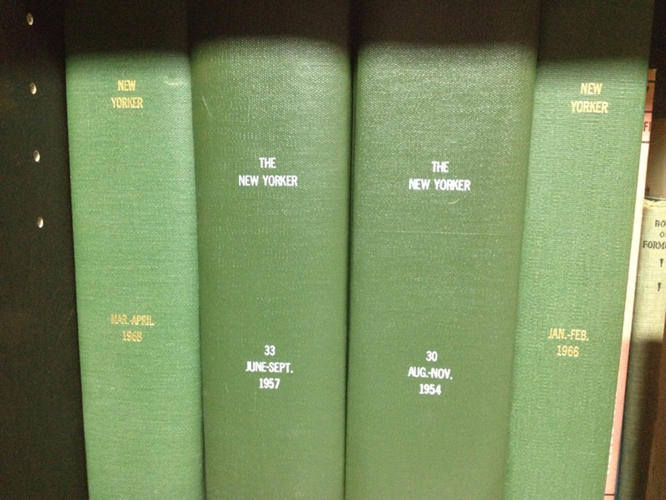 NEW
YORKER
MAR.-APRIL
1968
THE
NEW YORKER
33
JUNE-SEPT.
1957
THE
NEW YORKER
30
AUG.-NOV.
1954
NEW
YORKER
JAN.-FEB.
1966